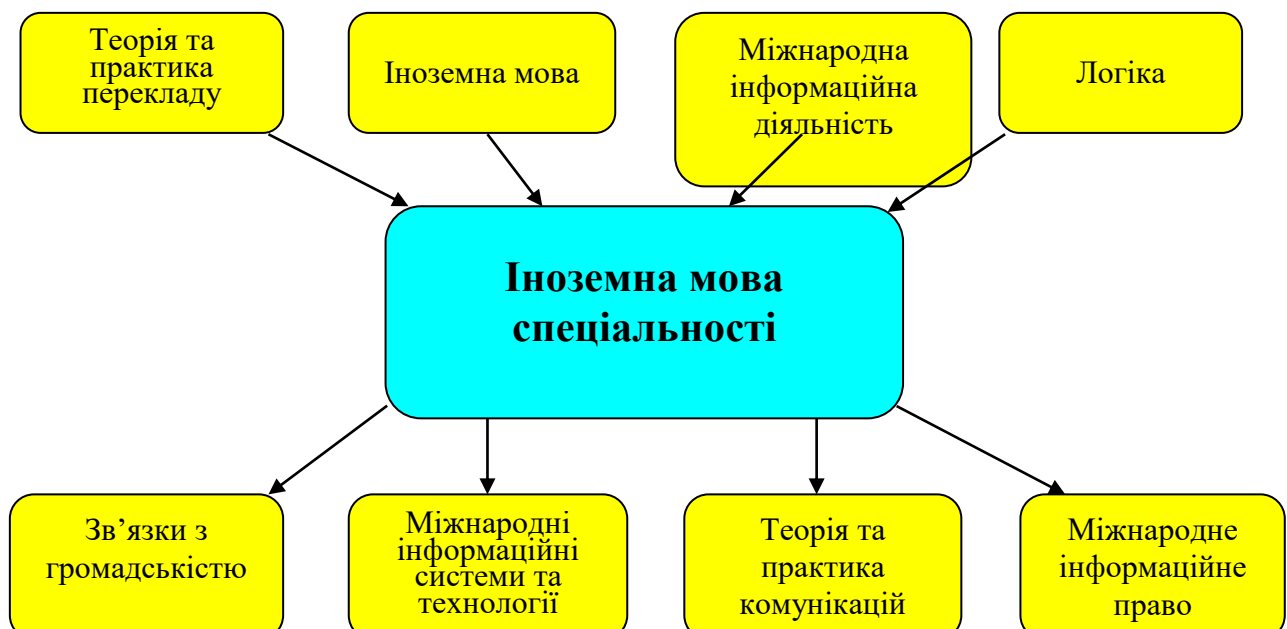 Теорія та
практика
перекладу
Іноземна мова
Міжнародна
інформаційна
діяльність
Логіка
Іноземна мова
спеціальності
Зв’язки з
громадськістю
Міжнародні
інформаційні
системи та
технології
Теорія та
практика
комунікацій
Міжнародне
інформаційне
право